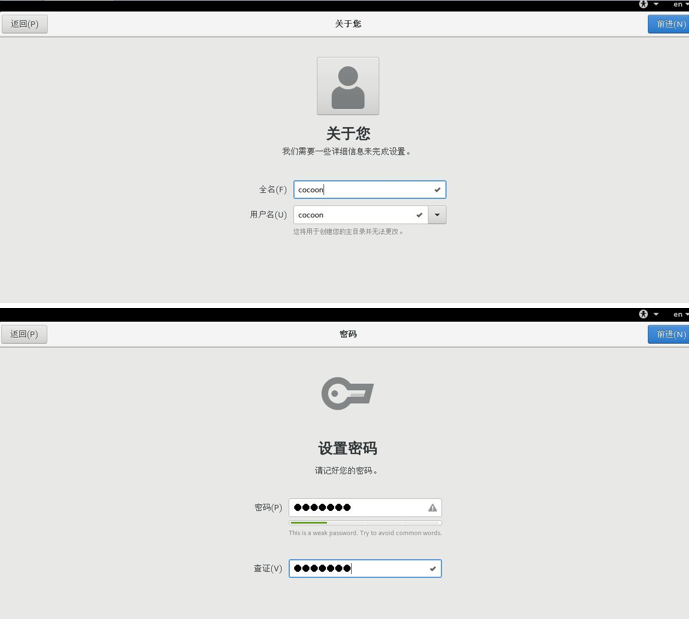 en
返回(P)
关于您
前进(N)
关于您
我们需要一些详细信息来完成设置。
全名(F)
cocoon
用户名(U)
cocoon
这将用于创建您的主目录并无法更改。
en
返回(P)
密码
前进(N)
设置密码
请记好您的密码。
密码(P)
●●●●●●●
This is a weak password. Try to avoid common words.
查证(V)
●●●●●●●